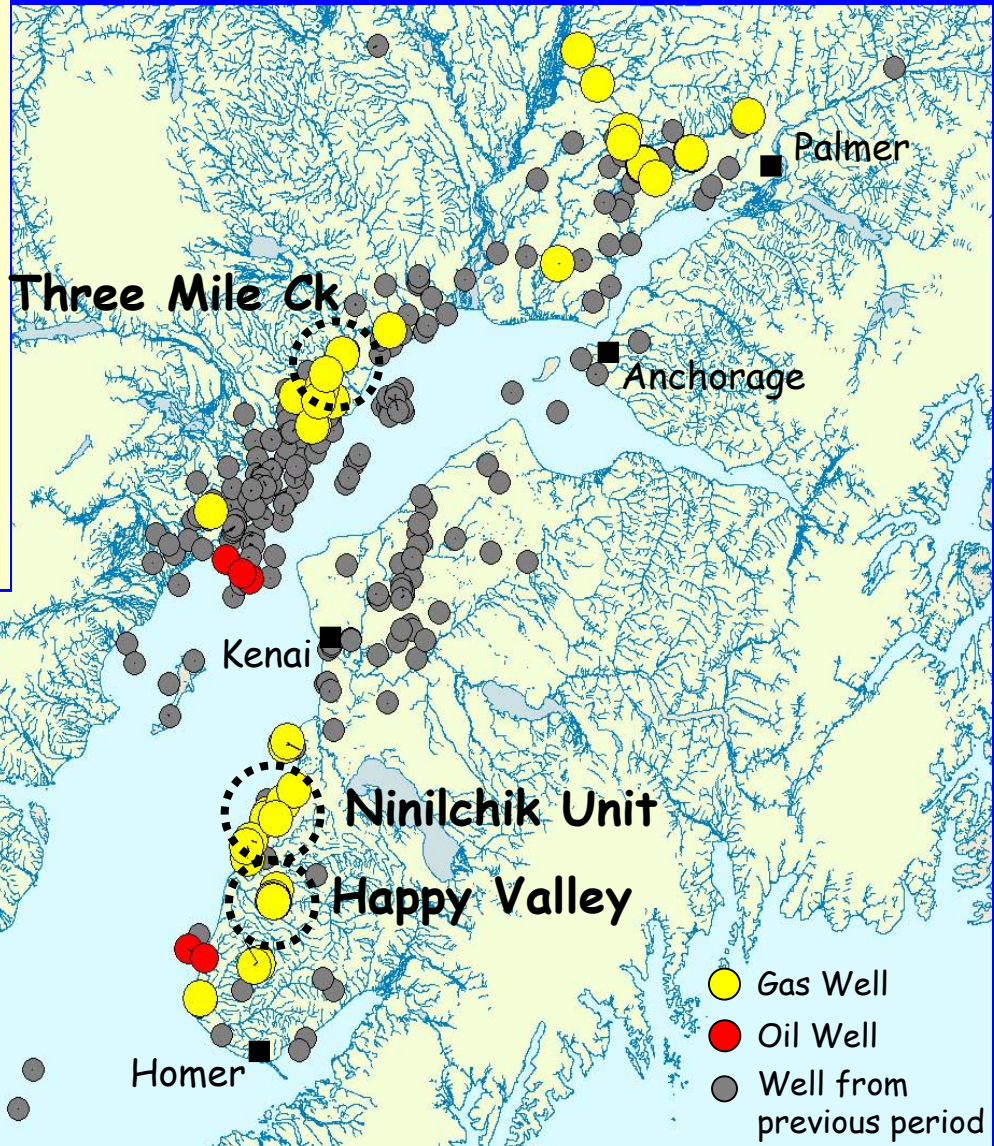 Palmer
Three Mile Ck
Anchorage
Kenai
Ninilchik Unit
Happy Valley
Gas Well
Oil Well
Homer
Well from
previous period